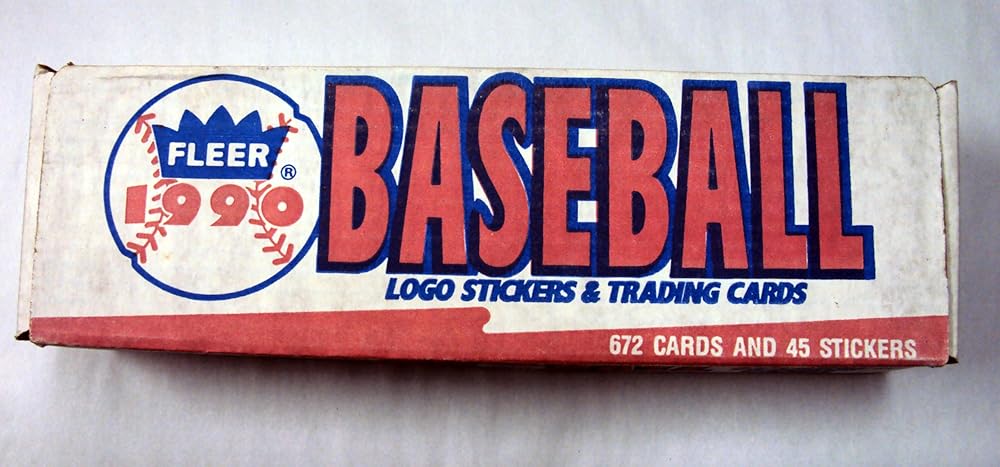 FLEER ®
1990
BASEBALL
LOGO STICKERS & TRADING CARDS
672 CARDS AND 45 STICKERS